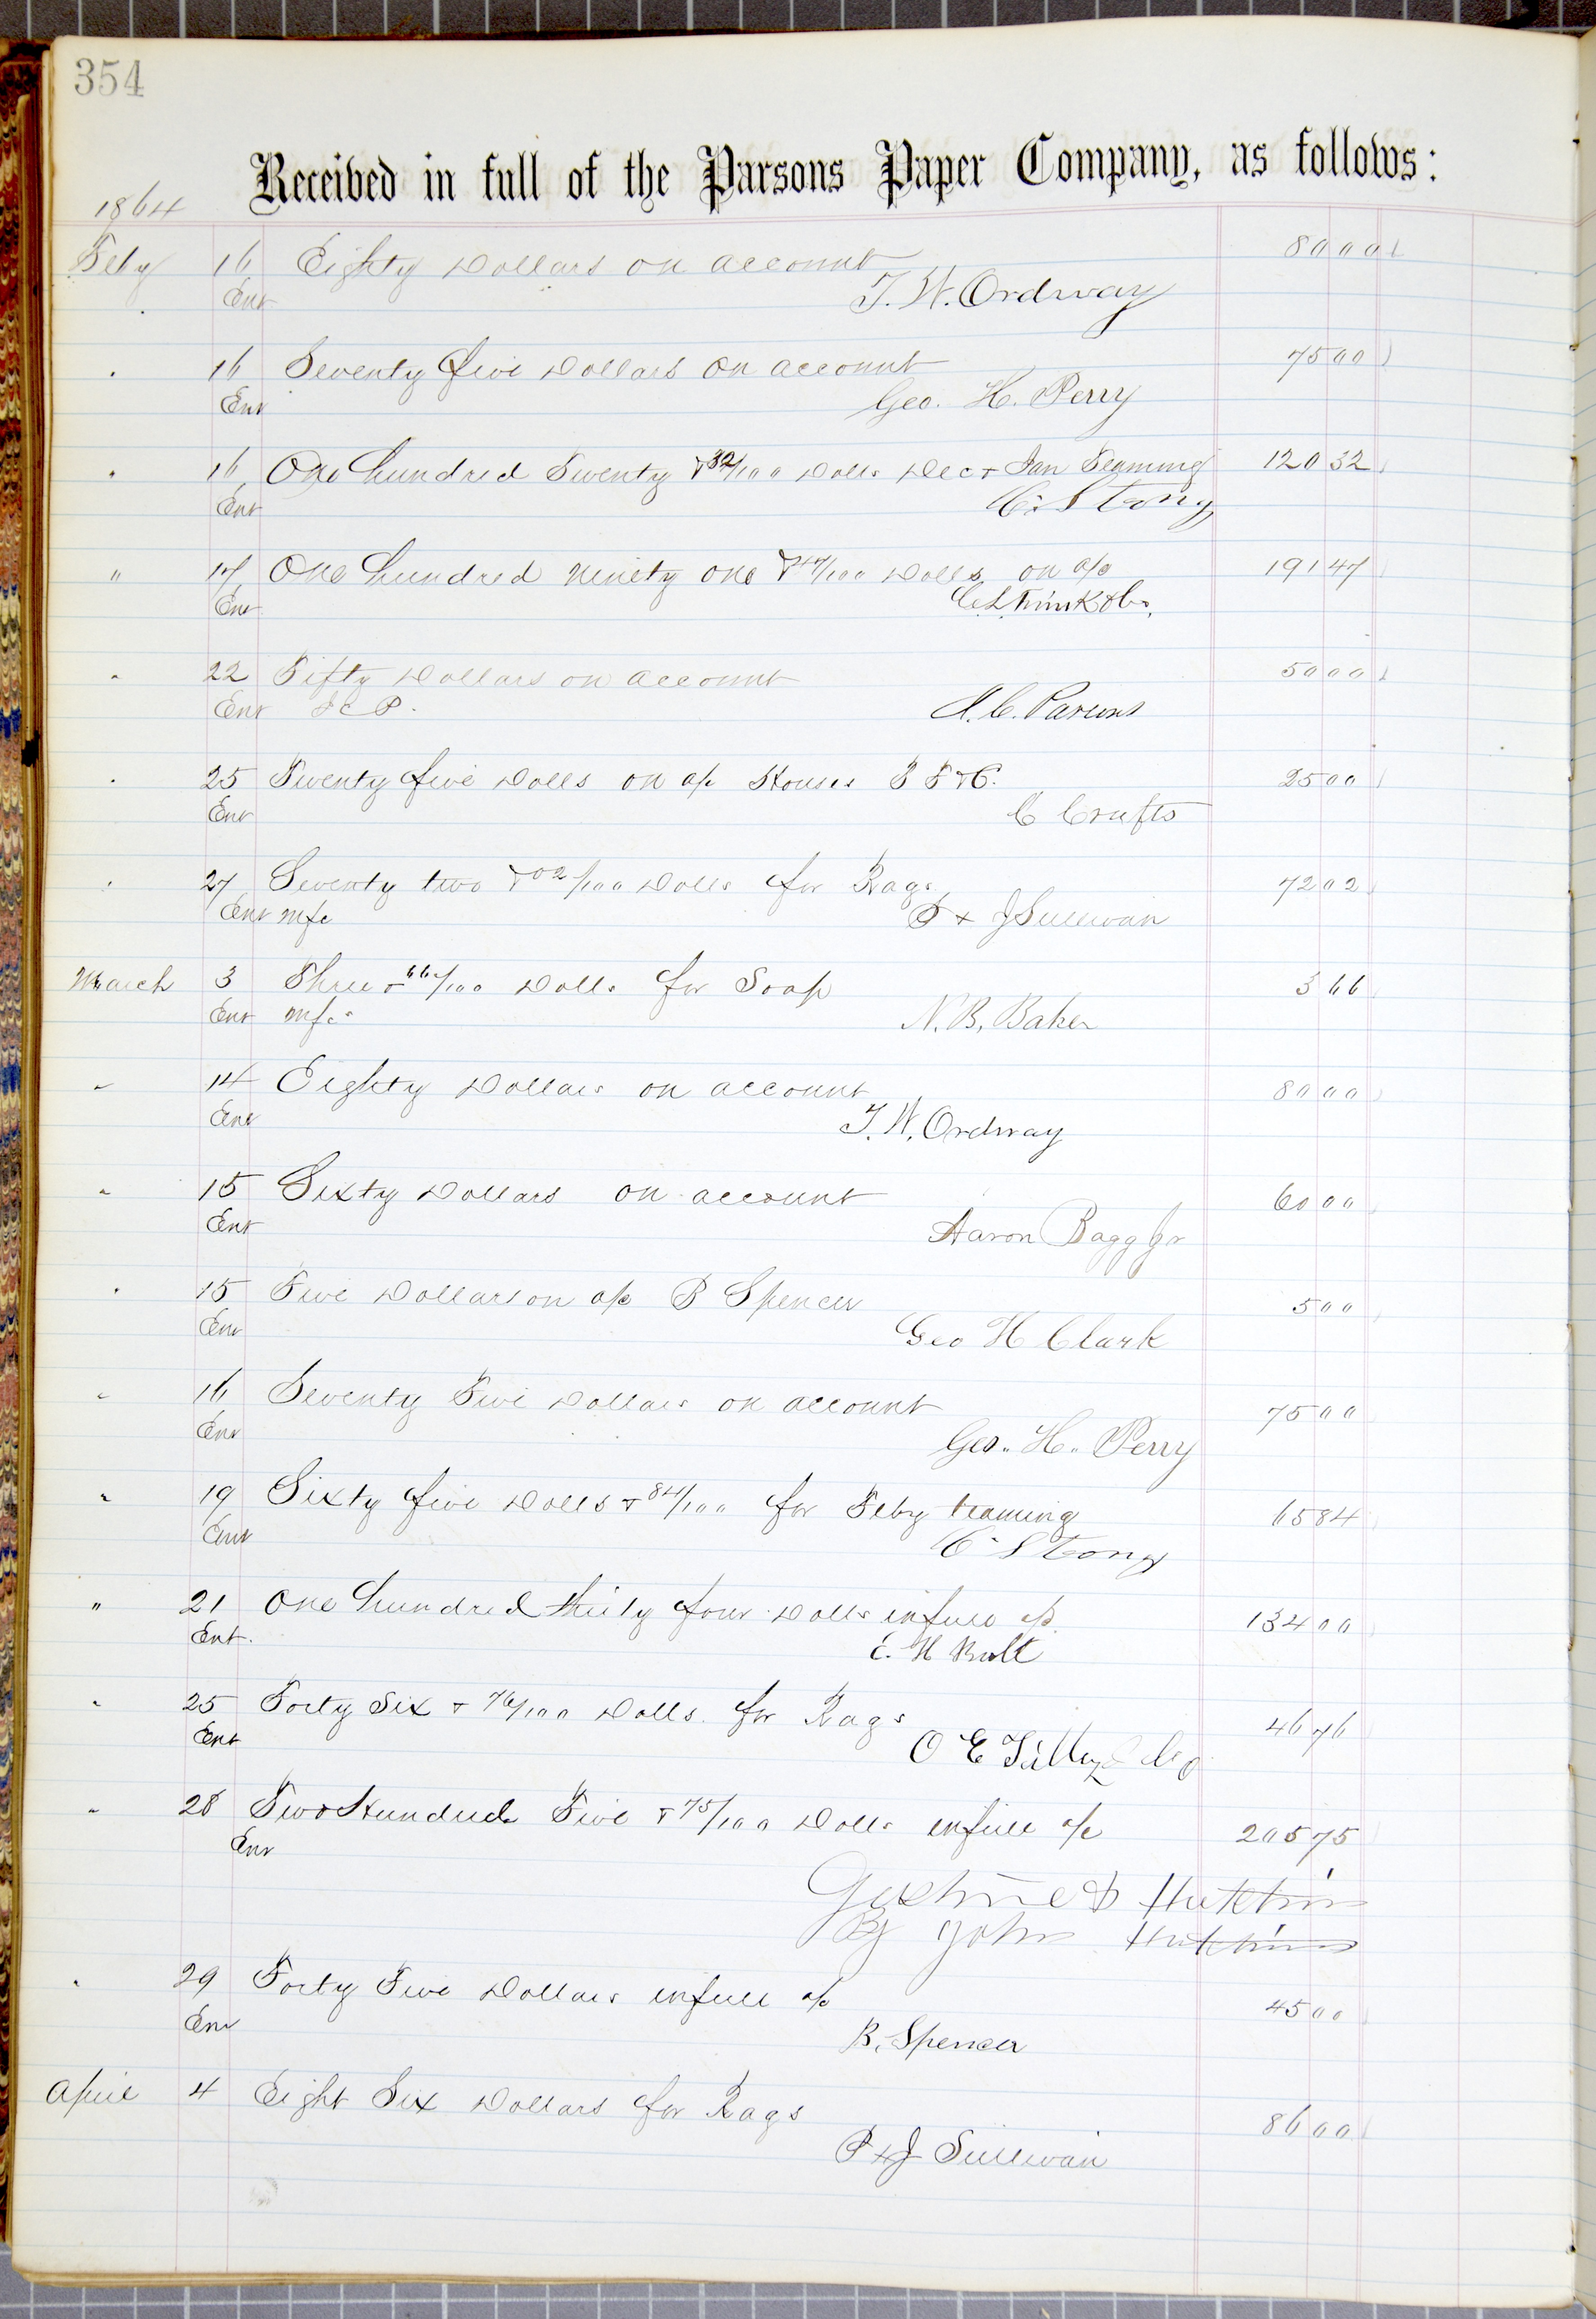 354
Received in full of the Parsons Paper Company, as follows:
1864
Feby 16 Eighty Dollars on account 80 00
Ent T. W. Ordway
" 16 Seventy five Dollars on account 75 00
Ent Geo. H. Perry
" 16 One hundred Twenty & 32/100 Dolls Dec & Jan Teaming 120 32
Ent C. Strong
" 17 One hundred ninety one & 47/100 Dolls on a/c 191 47
Ent
" 22 Fifty Dollars on account 50 00
Ent J C P. J. C. Parsons
" 25 Twenty five Dolls on a/c Houses 25 00
Ent C Crafts
" 27 Seventy two & 02/100 Dolls for Rags 72 02
Ent Mfc P & J Sullivan
March 3 Three & 66/100 Dolls for Soap 3 66
Ent Mfc N. B. Baker
" 14 Eighty Dollars on account 80 00
Ent T. W. Ordway
" 15 Sixty Dollars on account 60 00
Ent Aaron Bagg Jr
" 15 Five Dollars on a/c B Spencer 5 00
Ent Geo H Clark
" 16 Seventy Five Dollars on account 75 00
Ent Geo. H. Perry
" 19 Sixty five Dolls & 84/100 for Feby teaming 65 84
Ent C. Strong
" 21 One hundred thirty four Dolls in full a/c 134 00
Ent. E. H
" 25 Forty Six & 76/100 Dolls. for Rags 46 76
Ent O E Tilley & Co
" 28 Two Hundred Five & 75/100 Dolls in full a/c 205 75
Ent
By John
" 29 Forty Five Dollars in full a/c 45 00
Ent B. Spencer
April 4 Eight Six Dollars for Rags 86 00
P & J Sullivan